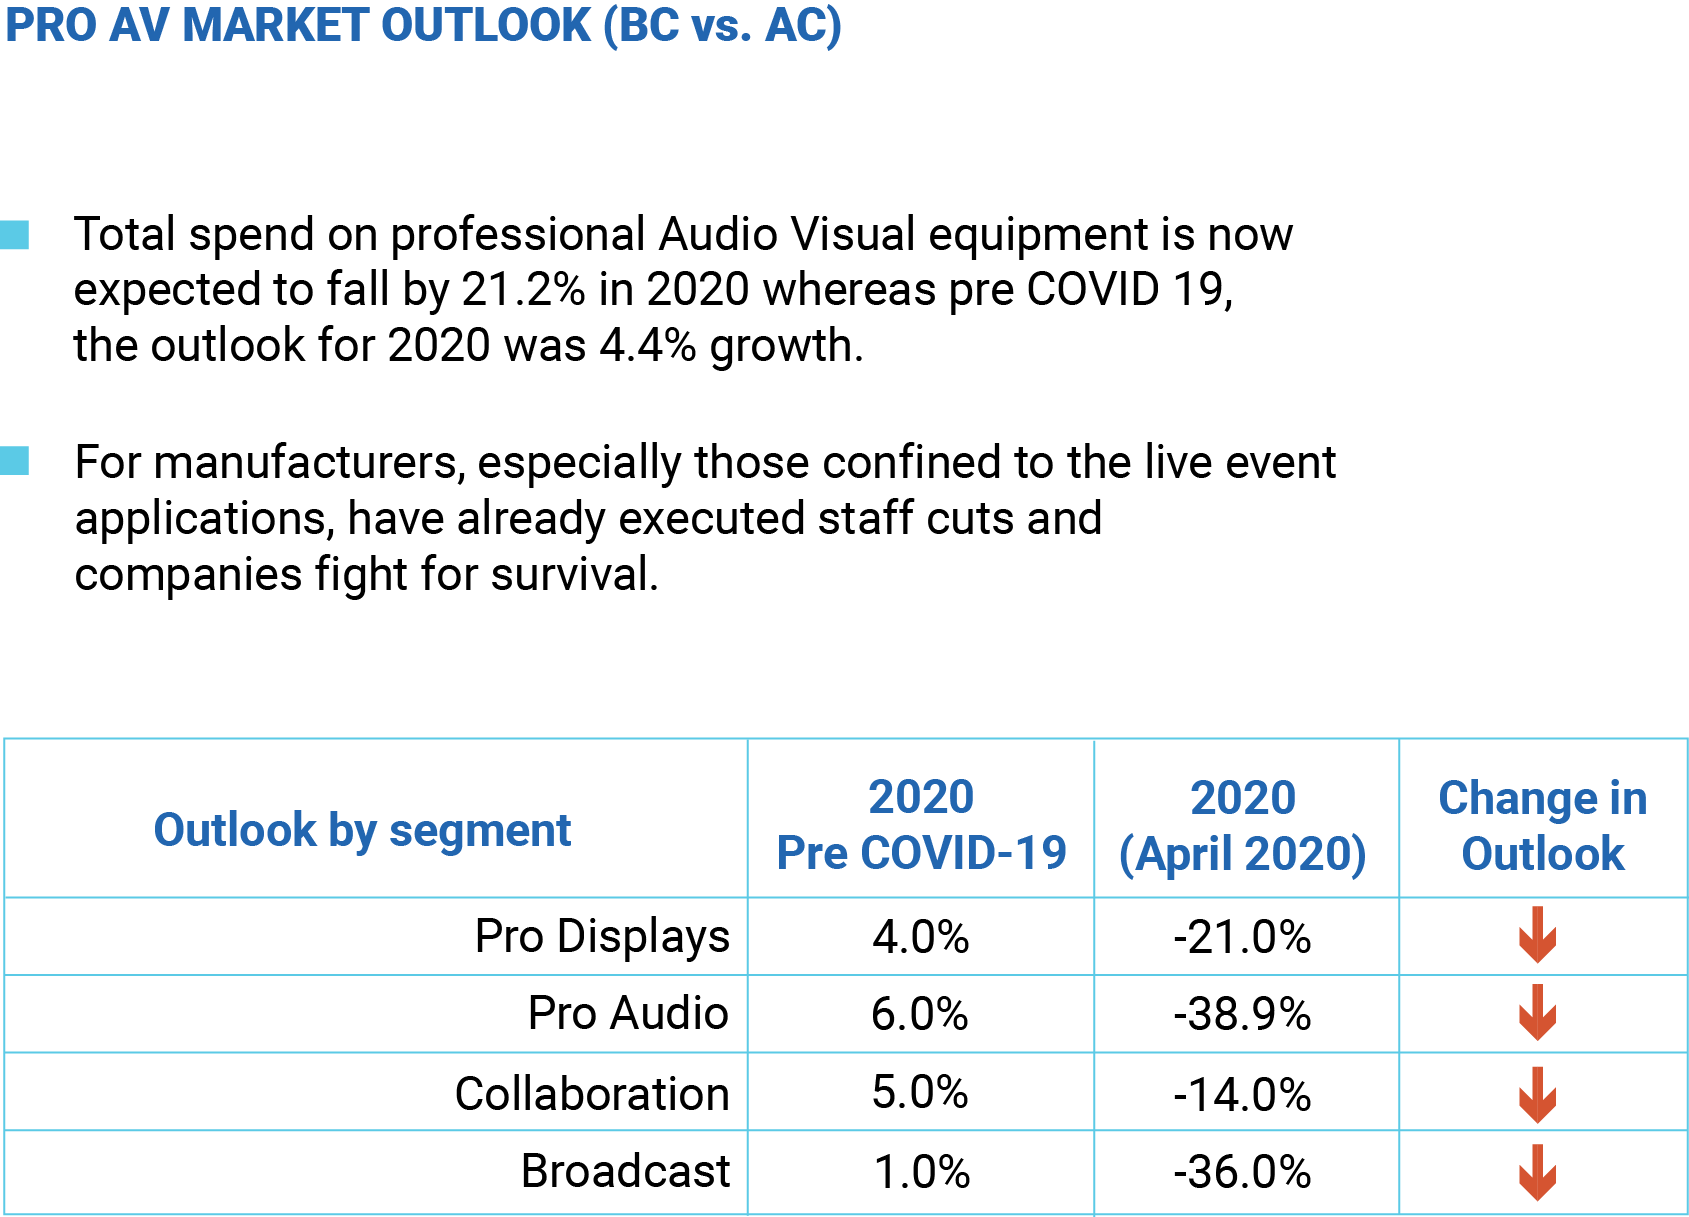 PRO AV MARKET OUTLOOK (BC vs. AC)
Total spend on professional Audio Visual equipment is now
expected to fall by 21.2% in 2020 whereas pre COVID 19,
the outlook for 2020 was 4.4% growth.
For manufacturers, especially those confined to the live event
applications, have already executed staff cuts and
companies fight for survival.
Outlook by segment
2020
Pre COVID-19
2020
(April 2020)
Change in
Outlook
Pro Displays 4.0% -21.0%
Pro Audio 6.0% -38.9%
Collaboration 5.0% -14.0%
Broadcast 1.0% -36.0%